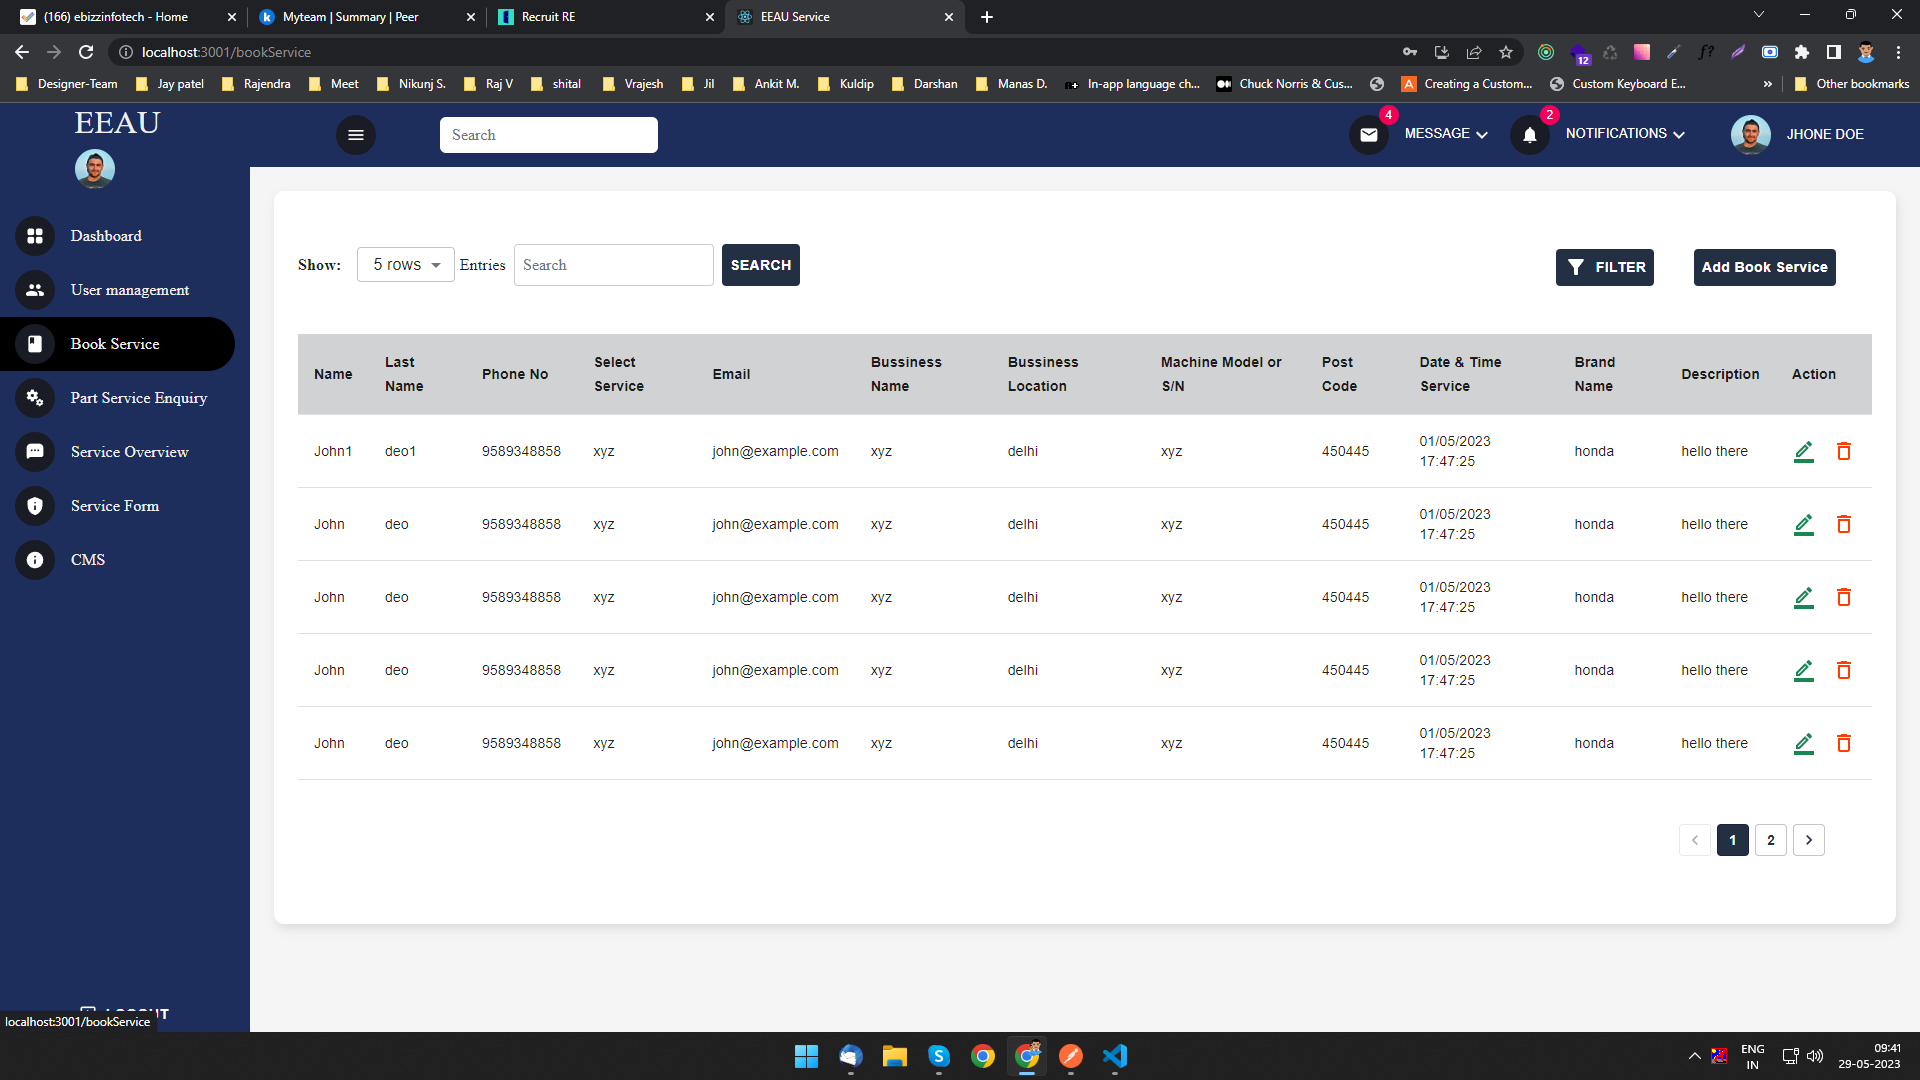 (166) ebizzinfotech - Home
Myteam | Summary | Peer
Recruit RE
EEAU Service
localhost:3001/bookService
12
f?
Designer-Team
Jay patel
Rajendra
Meet
Nikunj S.
Raj V
shital
Vrajesh
Jil
Ankit M.
Kuldip
Darshan
Manas D.
In-app language ch...
Chuck Norris & Cus...
Creating a Custom...
Custom Keyboard E...
»
Other bookmarks
EEAU
Search
4
MESSAGE
2
NOTIFICATIONS
JHONE DOE
Dashboard
User management
Book Service
Part Service Enquiry
Service Overview
Service Form
CMS
Show:
5 rows
Entries
Search
SEARCH
FILTER
Add Book Service
Name
Last Name
Phone No
Select Service
Email
Bussiness Name
Bussiness Location
Machine Model or S/N
Post Code
Date & Time Service
Brand Name
Description
Action
John1 deo1 9589348858 xyz john@example.com xyz delhi xyz 450445 01/05/2023 17:47:25 honda hello there
John deo 9589348858 xyz john@example.com xyz delhi xyz 450445 01/05/2023 17:47:25 honda hello there
John deo 9589348858 xyz john@example.com xyz delhi xyz 450445 01/05/2023 17:47:25 honda hello there
John deo 9589348858 xyz john@example.com xyz delhi xyz 450445 01/05/2023 17:47:25 honda hello there
John deo 9589348858 xyz john@example.com xyz delhi xyz 450445 01/05/2023 17:47:25 honda hello there
1
2
LOGOUT
localhost:3001/bookService
ENG
IN
09:41
29-05-2023